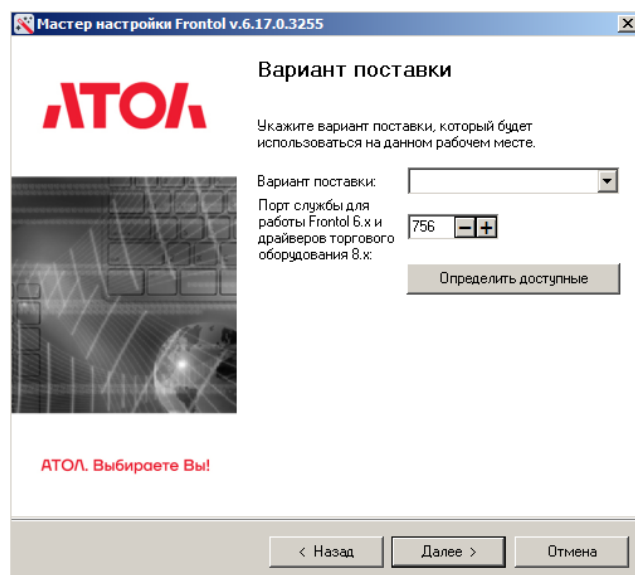 Мастер настройки Frontol v.6.17.0.3255
АТОЛ
Вариант поставки
Укажите вариант поставки, который будет
использоваться на данном рабочем месте.
Вариант поставки:
Порт службы для
работы Frontol 6.x и
драйверов торгового
оборудования 8.x:
756
Определить доступные
АТОЛ. Выбираете Вы!
< Назад
Далее >
Отмена